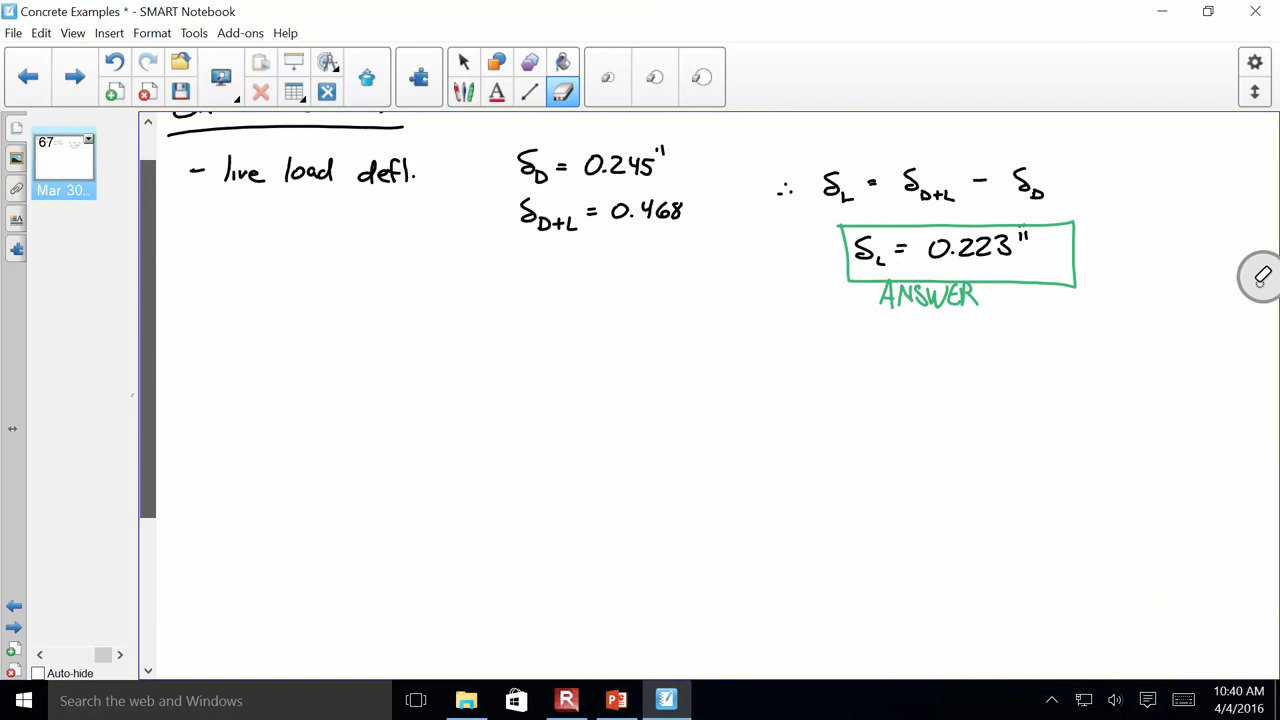 Concrete Examples * - SMART Notebook
File Edit View Insert Format Tools Add-ons Help
67
Mar 30...
- live load defl.
δD = 0.245"
δD+L = 0.468
∴ δL = δD+L - δD
δL = 0.223"
ANSWER
Auto-hide
Search the web and Windows
10:40 AM
4/4/2016